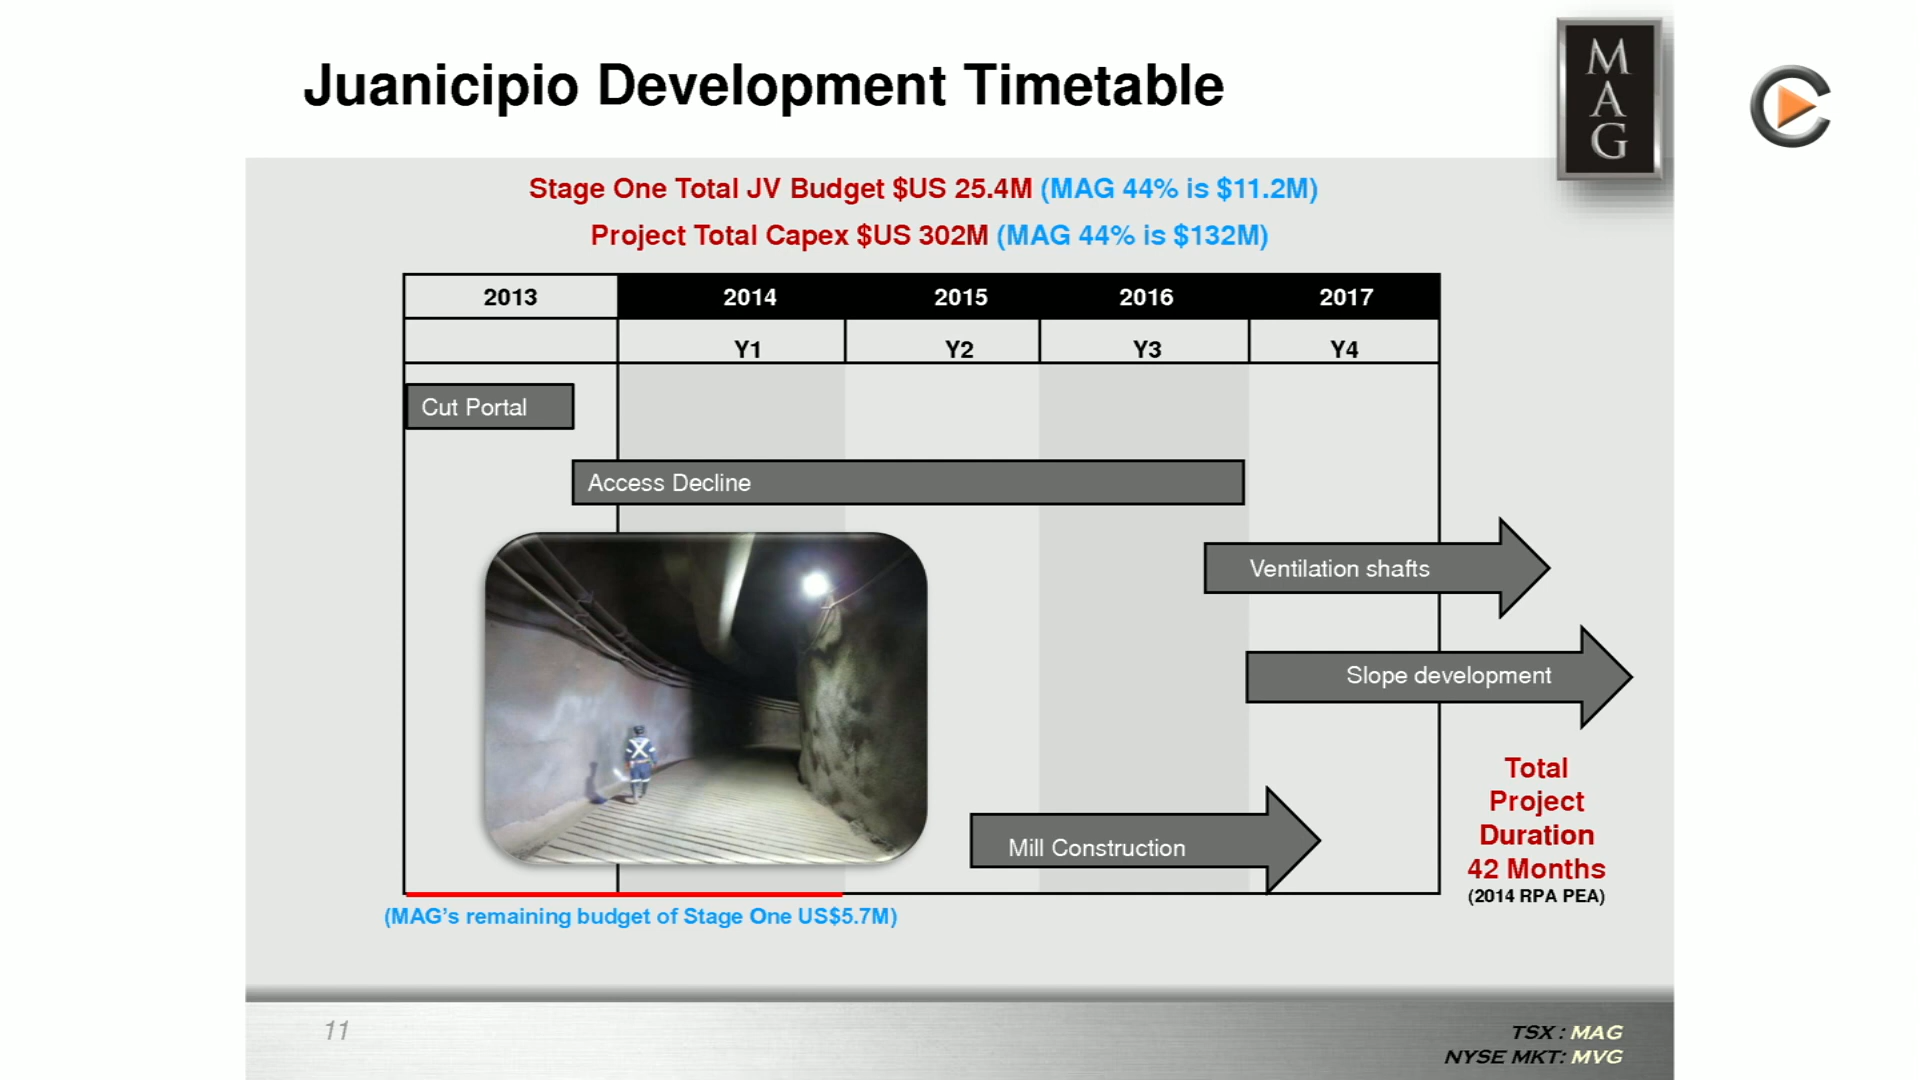 Juanicipio Development Timetable
M
A
G
Stage One Total JV Budget $US 25.4M (MAG 44% is $11.2M)
Project Total Capex $US 302M (MAG 44% is $132M)
2013 2014 2015 2016 2017
Y1 Y2 Y3 Y4
Cut Portal
Access Decline
Ventilation shafts
Slope development
Mill Construction
Total
Project
Duration
42 Months
(2014 RPA PEA)
(MAG’s remaining budget of Stage One US$5.7M)
11
TSX : MAG
NYSE MKT: MVG